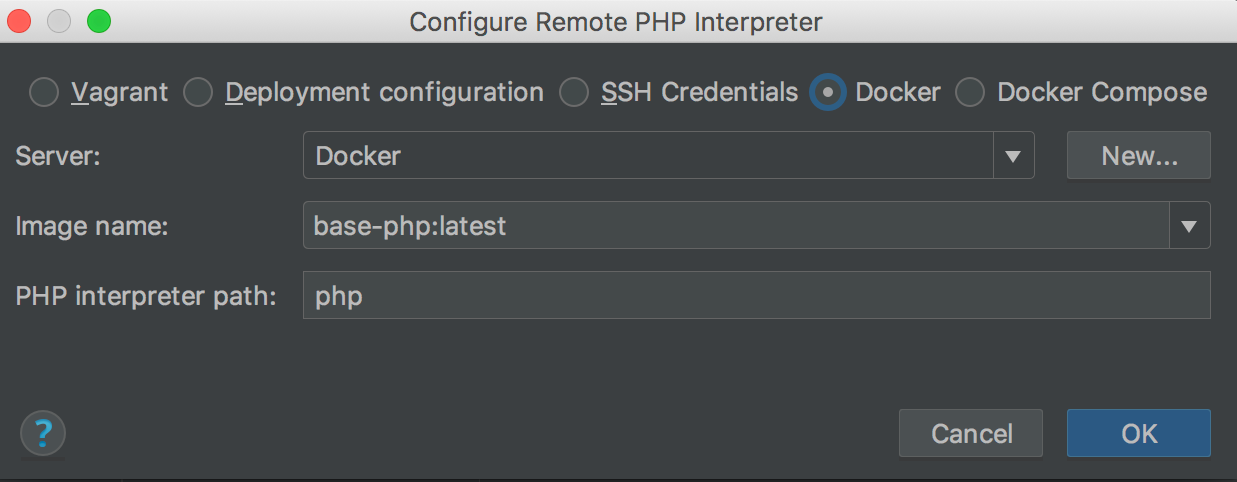 Configure Remote PHP Interpreter
Vagrant Deployment configuration SSH Credentials Docker Docker Compose
Server: Docker New...
Image name: base-php:latest
PHP interpreter path: php
? Cancel OK